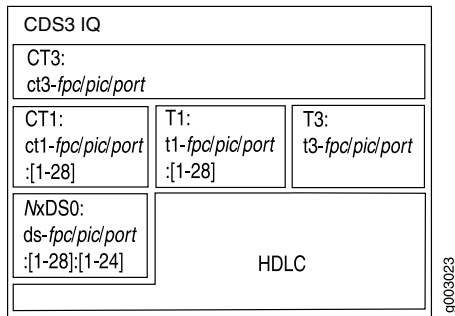 CDS3 IQ
CT3:
ct3-fpc/pic/port
CT1:
ct1-fpc/pic/port
:[1-28]
T1:
t1-fpc/pic/port
:[1-28]
T3:
t3-fpc/pic/port
NxDS0:
ds-fpc/pic/port
:[1-28]:[1-24]
HDLC
g003023